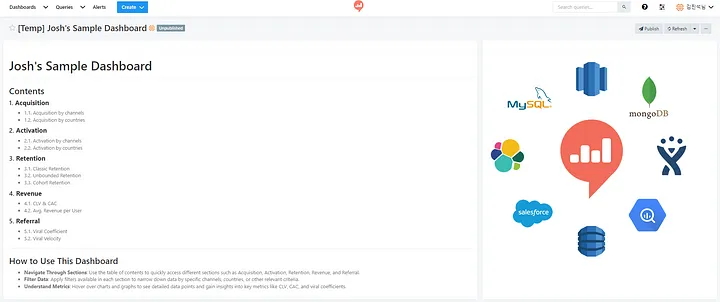 Dashboards Queries Alerts Create Search queries... 김진석님
[Temp] Josh's Sample Dashboard Unpublished Publish Refresh
Josh's Sample Dashboard
Contents
1. Acquisition
1.1. Acquisition by channels
1.2. Acquisition by countries
2. Activation
2.1. Activation by channels
2.2. Activation by countries
3. Retention
3.1. Classic Retention
3.2. Unbounded Retention
3.3. Cohort Retention
4. Revenue
4.1. CLV & CAC
4.2. Avg. Revenue per User
5. Referral
5.1. Viral Coefficient
5.2. Viral Velocity
How to Use This Dashboard
Navigate Through Sections: Use the table of contents to quickly access different sections such as Acquisition, Activation, Retention, Revenue, and Referral.
Filter Data: Apply filters available in each section to narrow down data by specific channels, countries, or other relevant criteria.
Understand Metrics: Hover over charts and graphs to see detailed data points and gain insights into key metrics like CLV, CAC, and viral coefficients.
MySQL
mongoDB
salesforce